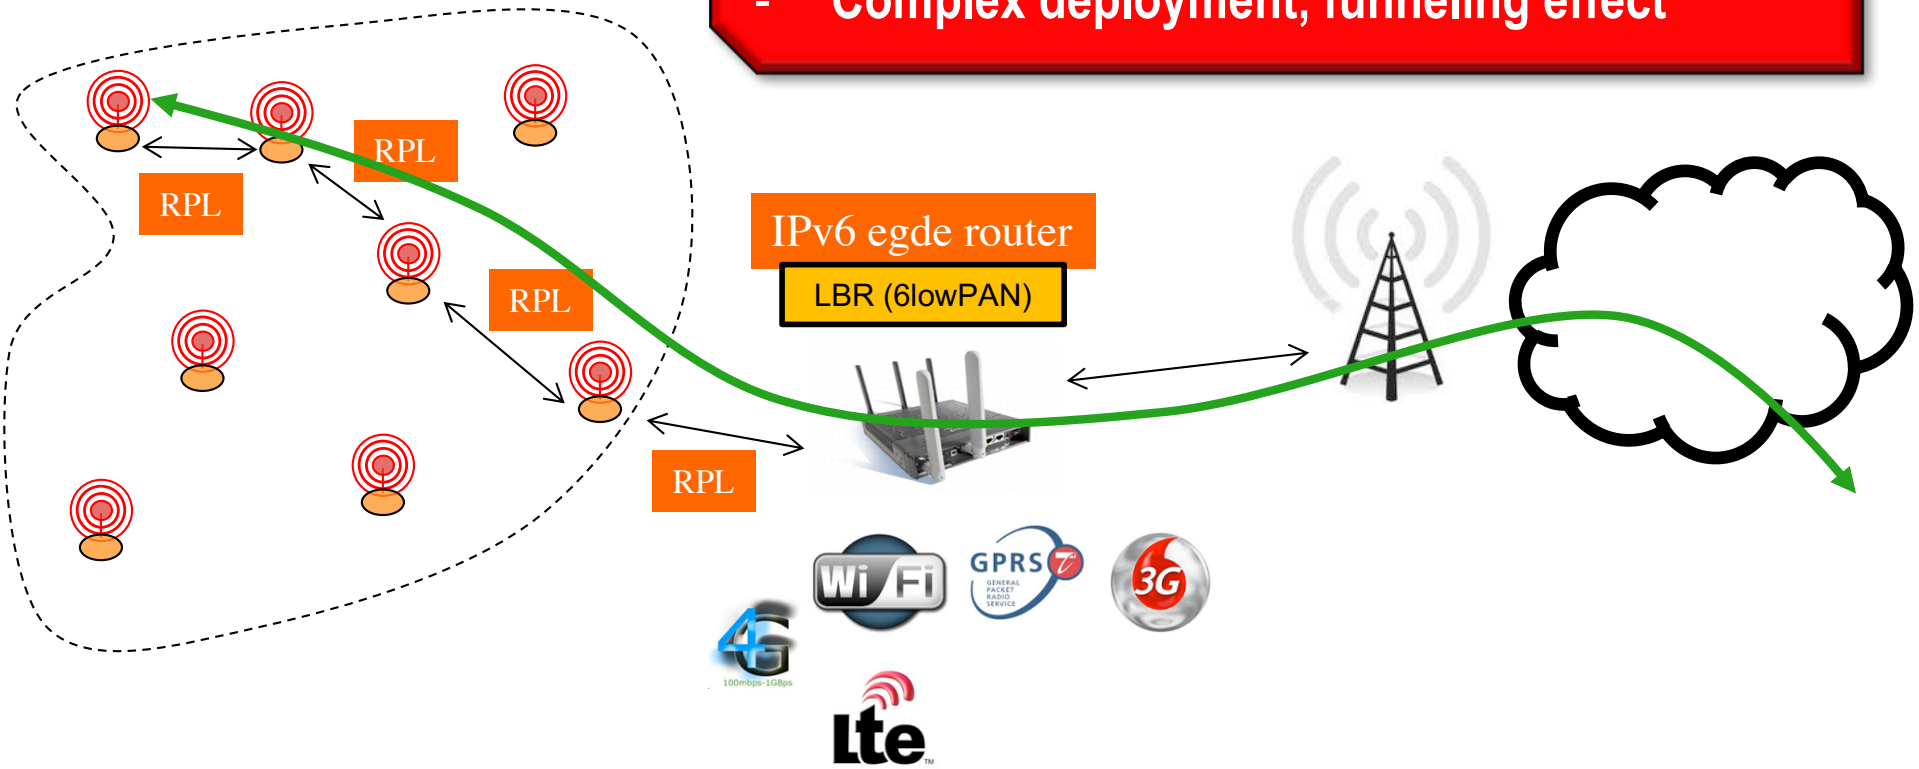 - Complex deployment, funneling effect
RPL
RPL
IPv6 egde router
RPL
LBR (6lowPAN)
RPL
Wi Fi
GPRS
GENERAL
PACKET
RADIO
SERVICE
3G
4G
100mbps-1GBps
Lte
TM